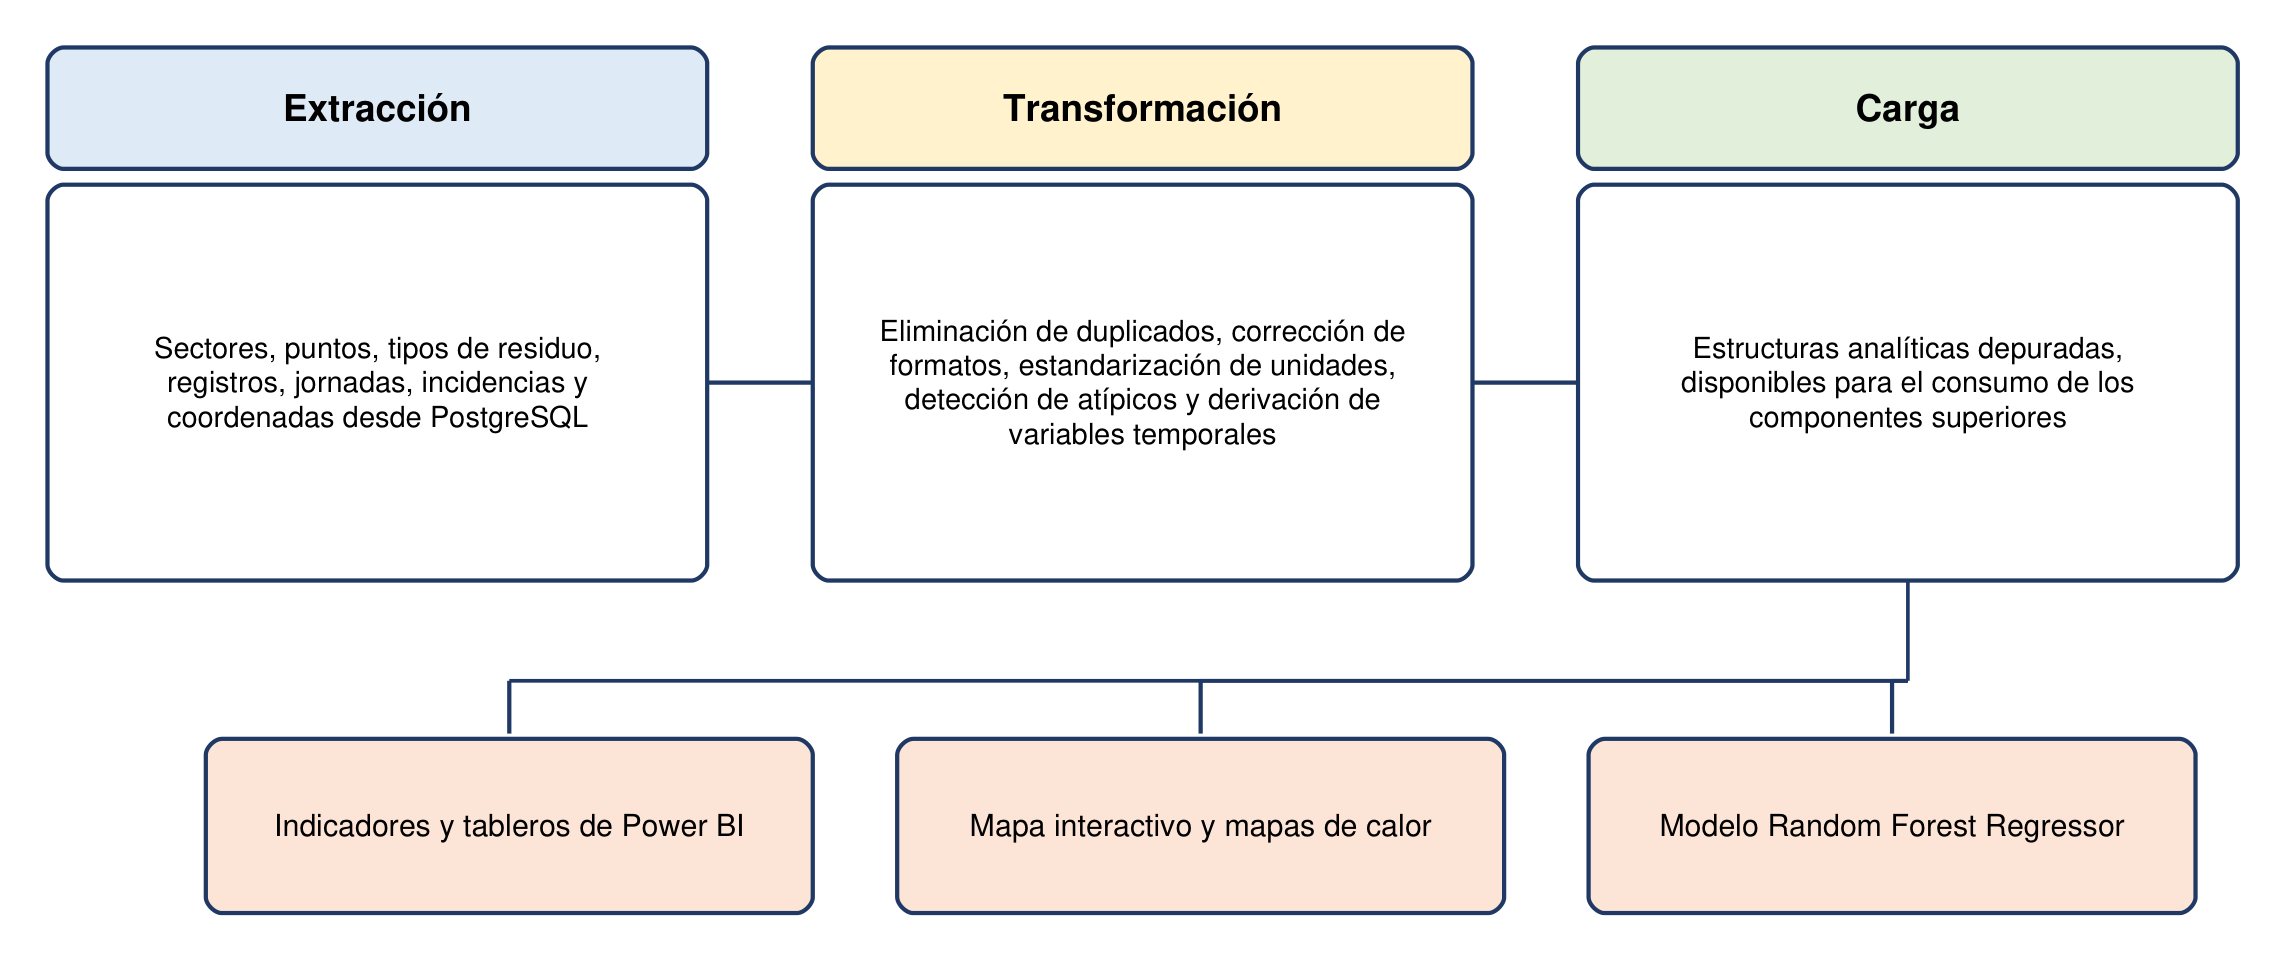 Extracción
Sectores, puntos, tipos de residuo,
registros, jornadas, incidencias y
coordenadas desde PostgreSQL
Transformación
Eliminación de duplicados, corrección de
formatos, estandarización de unidades,
detección de atípicos y derivación de
variables temporales
Carga
Estructuras analíticas depuradas,
disponibles para el consumo de los
componentes superiores
Indicadores y tableros de Power BI
Mapa interactivo y mapas de calor
Modelo Random Forest Regressor